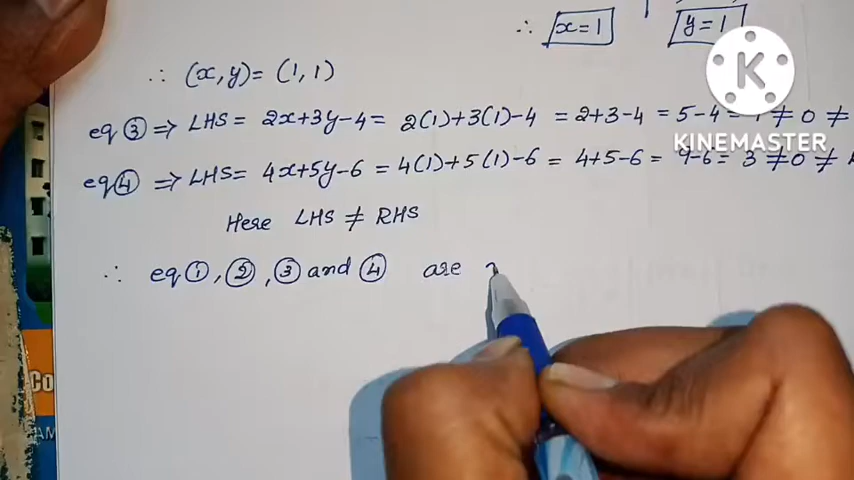 ∴ x=1 y=1
∴ (x,y)= (1,1)
eq ③ ⇒ LHS = 2x+3y-4= 2(1)+3(1)-4 = 2+3-4 = 5-4= 1 ≠ 0 ≠
KINEMASTER
eq ④ ⇒ LHS= 4x+5y-6 = 4(1)+5(1)-6 = 4+5-6 = 9-6= 3 ≠0 ≠
Here LHS ≠ RHS
∴ eq ①, ②, ③ and ④ are